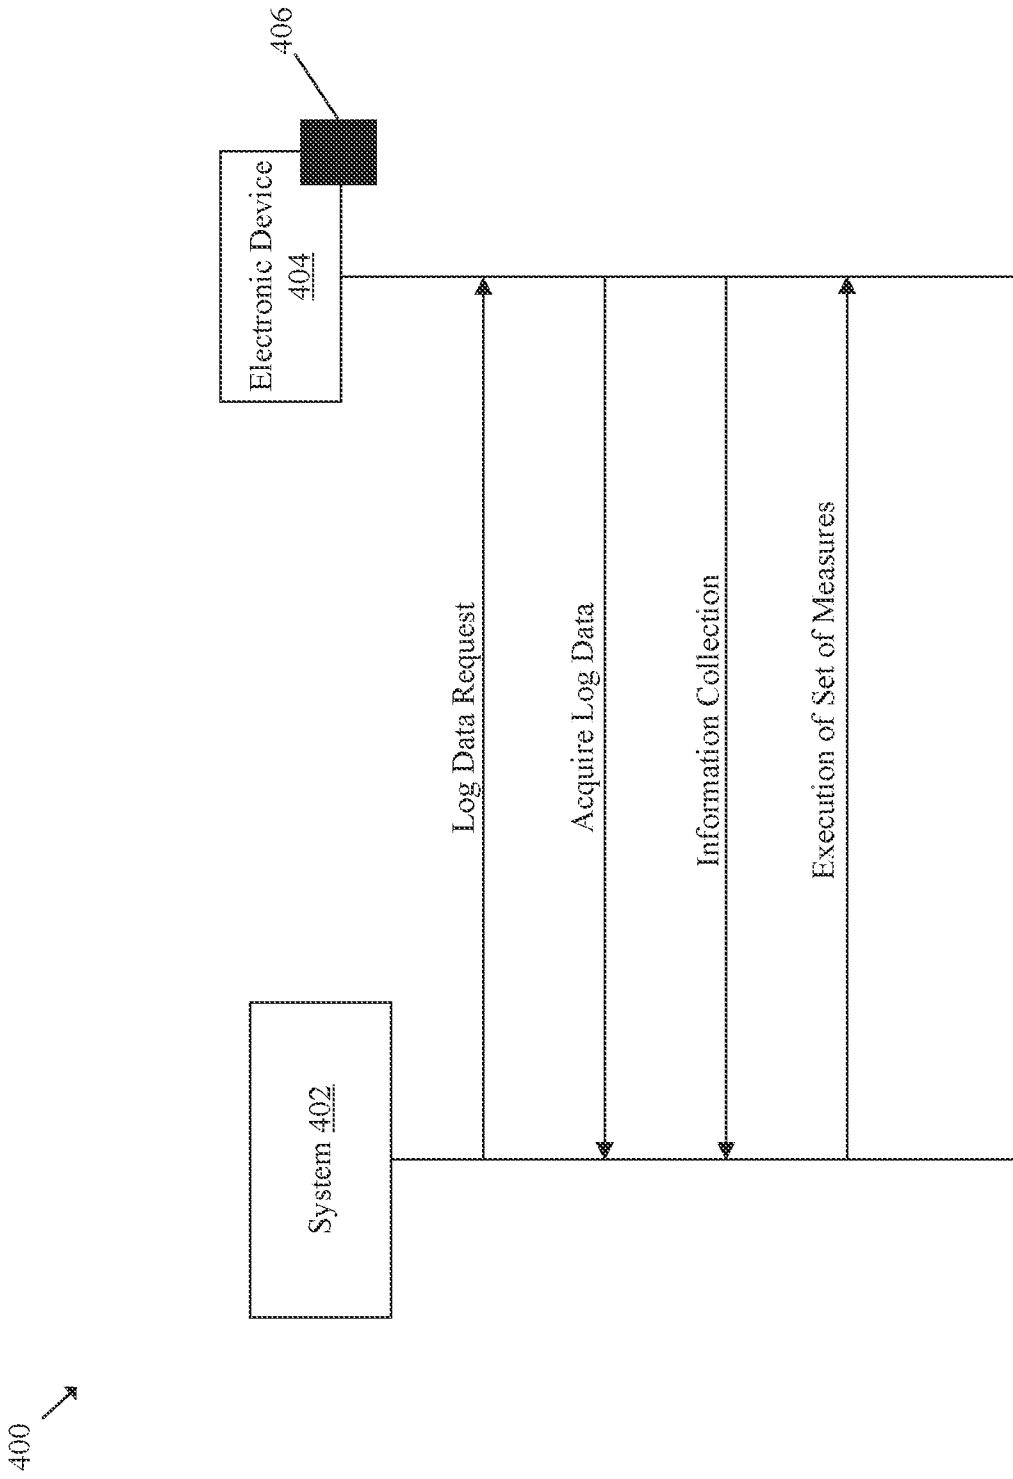 400
System 402
Electronic Device
404
406
Log Data Request
Acquire Log Data
Information Collection
Execution of Set of Measures